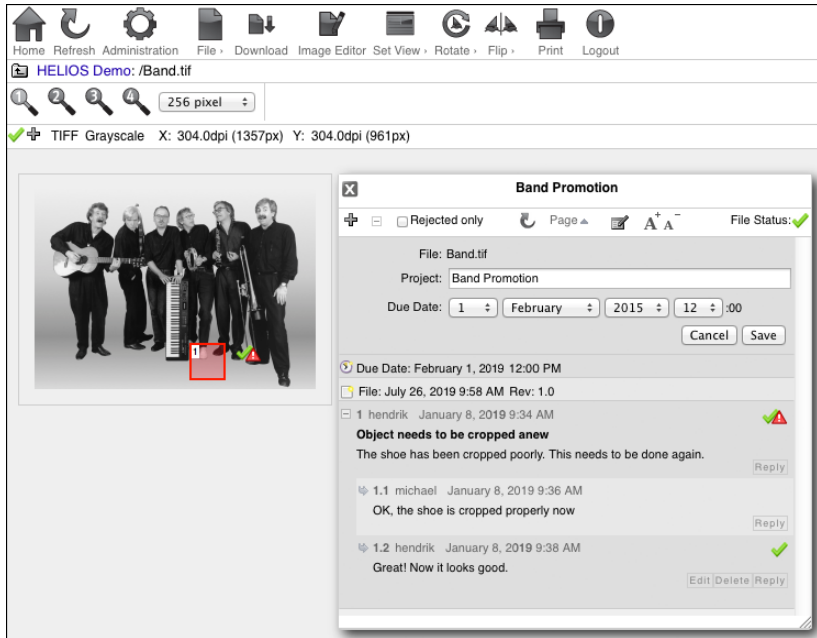 Home Refresh Administration File › Download Image Editor Set View › Rotate › Flip › Print Logout
HELIOS Demo: /Band.tif
1 2 3 4 256 pixel
TIFF Grayscale X: 304.0dpi (1357px) Y: 304.0dpi (961px)
Band Promotion
Rejected only Page A+ A- File Status:
File: Band.tif
Project: Band Promotion
Due Date: 1 February 2015 12 :00
Cancel Save
Due Date: February 1, 2019 12:00 PM
File: July 26, 2019 9:58 AM Rev: 1.0
1 hendrik January 8, 2019 9:34 AM
Object needs to be cropped anew
The shoe has been cropped poorly. This needs to be done again.
Reply
1.1 michael January 8, 2019 9:36 AM
OK, the shoe is cropped properly now
Reply
1.2 hendrik January 8, 2019 9:38 AM
Great! Now it looks good.
Edit Delete Reply
1